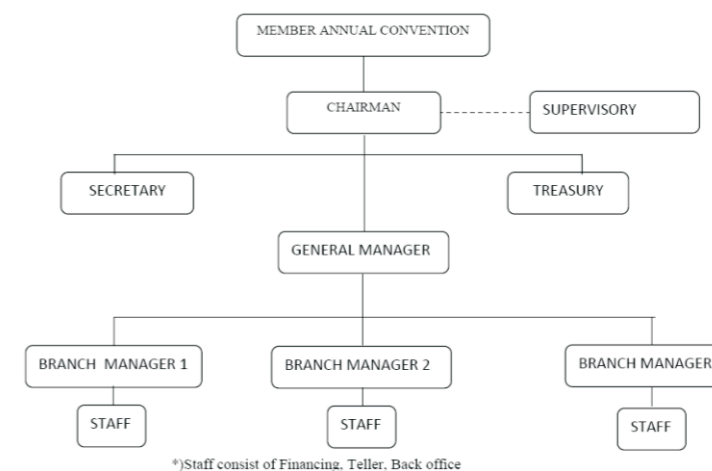 MEMBER ANNUAL CONVENTION
CHAIRMAN
SUPERVISORY
SECRETARY
TREASURY
GENERAL MANAGER
BRANCH MANAGER 1
BRANCH MANAGER 2
BRANCH MANAGER
STAFF
STAFF
STAFF
*)Staff consist of Financing, Teller, Back office